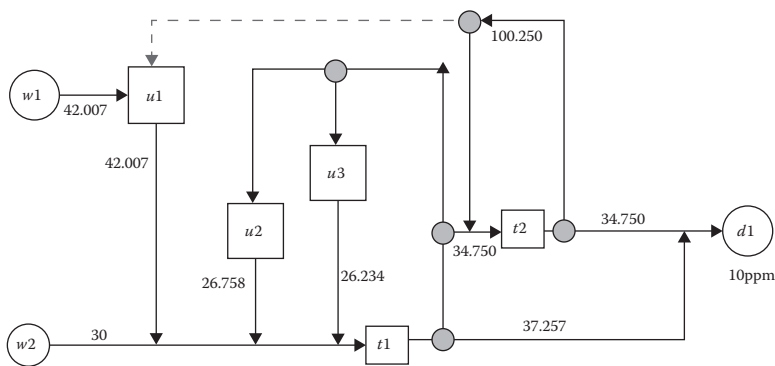 100.250
w1
u1
42.007
42.007
u3
u2
t2
34.750
34.750
d1
26.758
26.234
10ppm
w2
30
t1
37.257